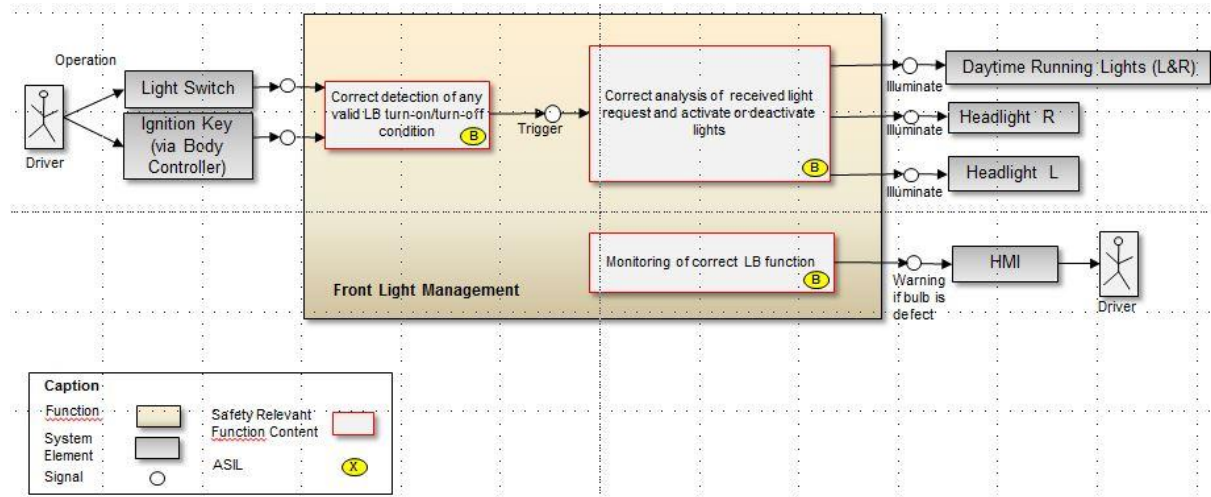 Operation
Driver
Light Switch
Ignition Key
(via Body
Controller)
Correct detection of any
valid LB turn-on/turn-off
condition
B
Trigger
Correct analysis of received light
request and activate or deactivate
lights
B
Illuminate
Daytime Running Lights (L&R)
Illuminate
Headlight R
Illuminate
Headlight L
Monitoring of correct LB function
B
Front Light Management
Warning
if bulb is
defect
HMI
Driver
Caption
Function
System
Element
Signal
Safety Relevant
Function Content
ASIL
X